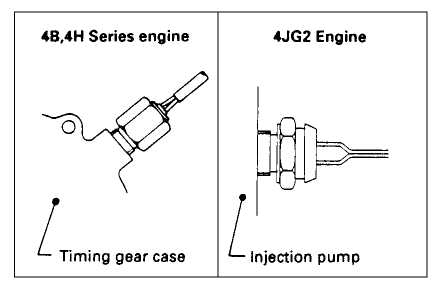 4B,4H Series engine
4JG2 Engine
Timing gear case
Injection pump